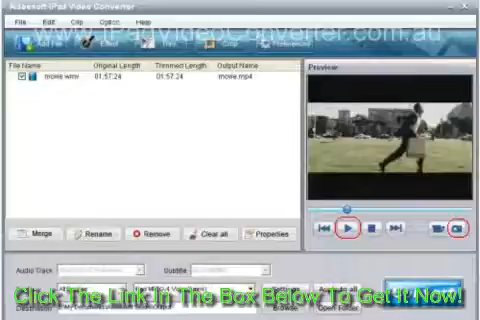 Aiseesoft iPad Video Converter
File Edit Clip Option Help
www.iPadVideoConverter.com.au
Add File Effect Trim Crop Preferences
File Name Original Length Trimmed Length Output Name
movie.wmv 01:57:24 01:57:24 movie.mp4
Preview
Merge Rename Remove Clear all Properties
Audio Track Subtitle
Settings Apply to all
Browse Open Folder
Click The Link In The Box Below To Get It Now!